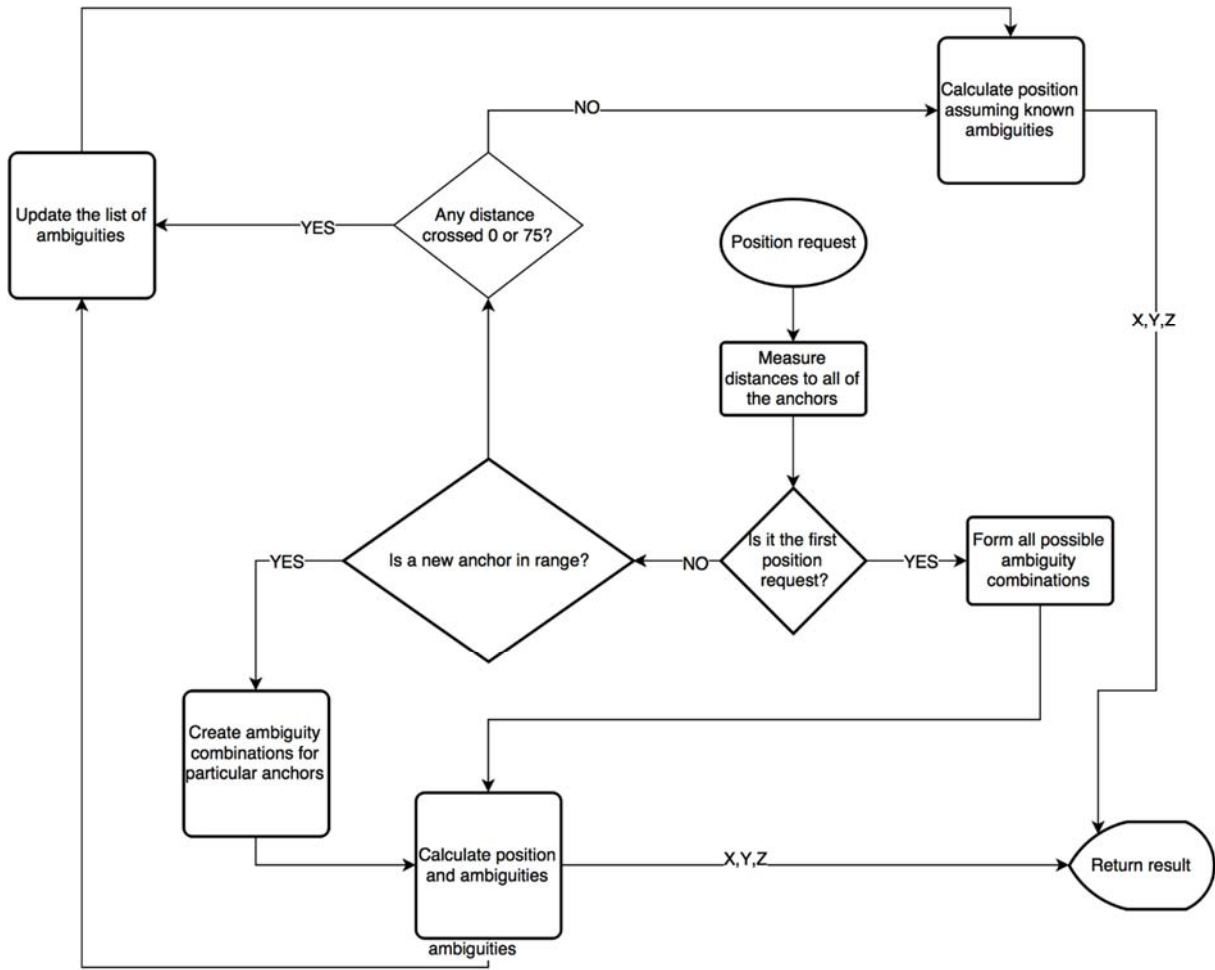 Calculate position
assuming known
ambiguities
NO
Update the list of
ambiguities
YES
Any distance
crossed 0 or 75?
Position request
X,Y,Z
Measure
distances to all of
the anchors
YES
Is a new anchor in range?
NO
Is it the first
position
request?
YES
Form all possible
ambiguity
combinations
Create ambiguity
combinations for
particular anchors
Calculate position
and ambiguities
X,Y,Z
Return result
ambiguities